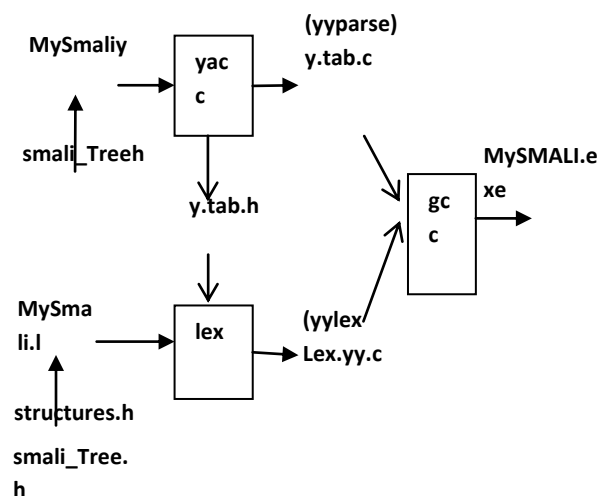 (yyparse)
MySmaliy
yac
c
y.tab.c
smali_Treeh
MySMALI.e
xe
y.tab.h
gc
c
MySma
li.l
lex
(yylex
Lex.yy.c
structures.h
smali_Tree.
h